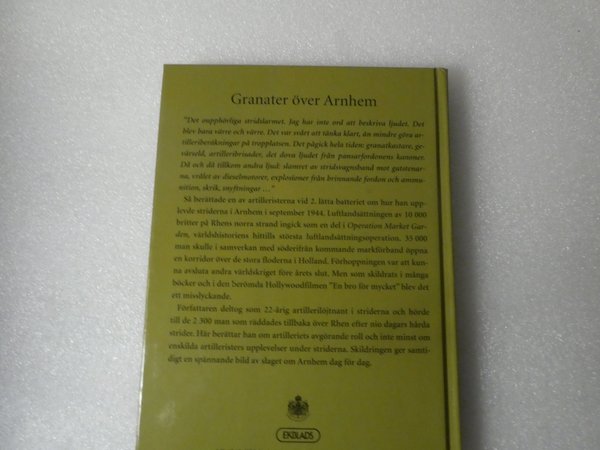 Granater över Arnhem
"Det oupphörliga stridslarmet. Jag har inte ord att beskriva ljudet. Det
blev bara värre och värre. Det var svårt att tänka klart, än mindre göra ar-
tilleriberäkningar på trapplatsen. Det pågick hela tiden: granatkastare, ge-
värseld, artilleribrisader, det dova ljudet från pansarfordonens kanoner.
Då och då tillkom andra ljud: slamret av stridsvagnsband mot gatstenar-
na, vrålet av dieselmotorer, explosioner från brinnande fordon och ammu-
nition, skrik, snyftningar ..."
Så berättade en av artilleristerna vid 2. lätta batteriet om hur han upp-
levde striderna i Arnhem i september 1944. Luftlandsättningen av 10 000
britter på Rhens norra strand ingick som en del i Operation Market Gar-
den, världshistoriens hittills största luftlandsättningsoperation. 35 000
man skulle i samverkan med söderifrån kommande markförband öppna
en korridor över de stora floderna i Holland. Förhoppningen var att kun-
na avsluta andra världskriget före årets slut. Men som skildrats i många
böcker och i den berömda Hollywoodfilmen "En bro för mycket" blev det
ett misslyckande.
Författaren deltog som 22-årig artillerilöjtnant i striderna och hörde
till de 2 300 man som räddades tillbaka över Rhen efter nio dagars hårda
strider. Här berättar han om artilleriets avgörande roll och inte minst om
enskilda artilleristers upplevelser under striderna. Skildringen ger sam-
tidigt en spännande bild av slaget om Arnhem dag för dag.
EKBLADS